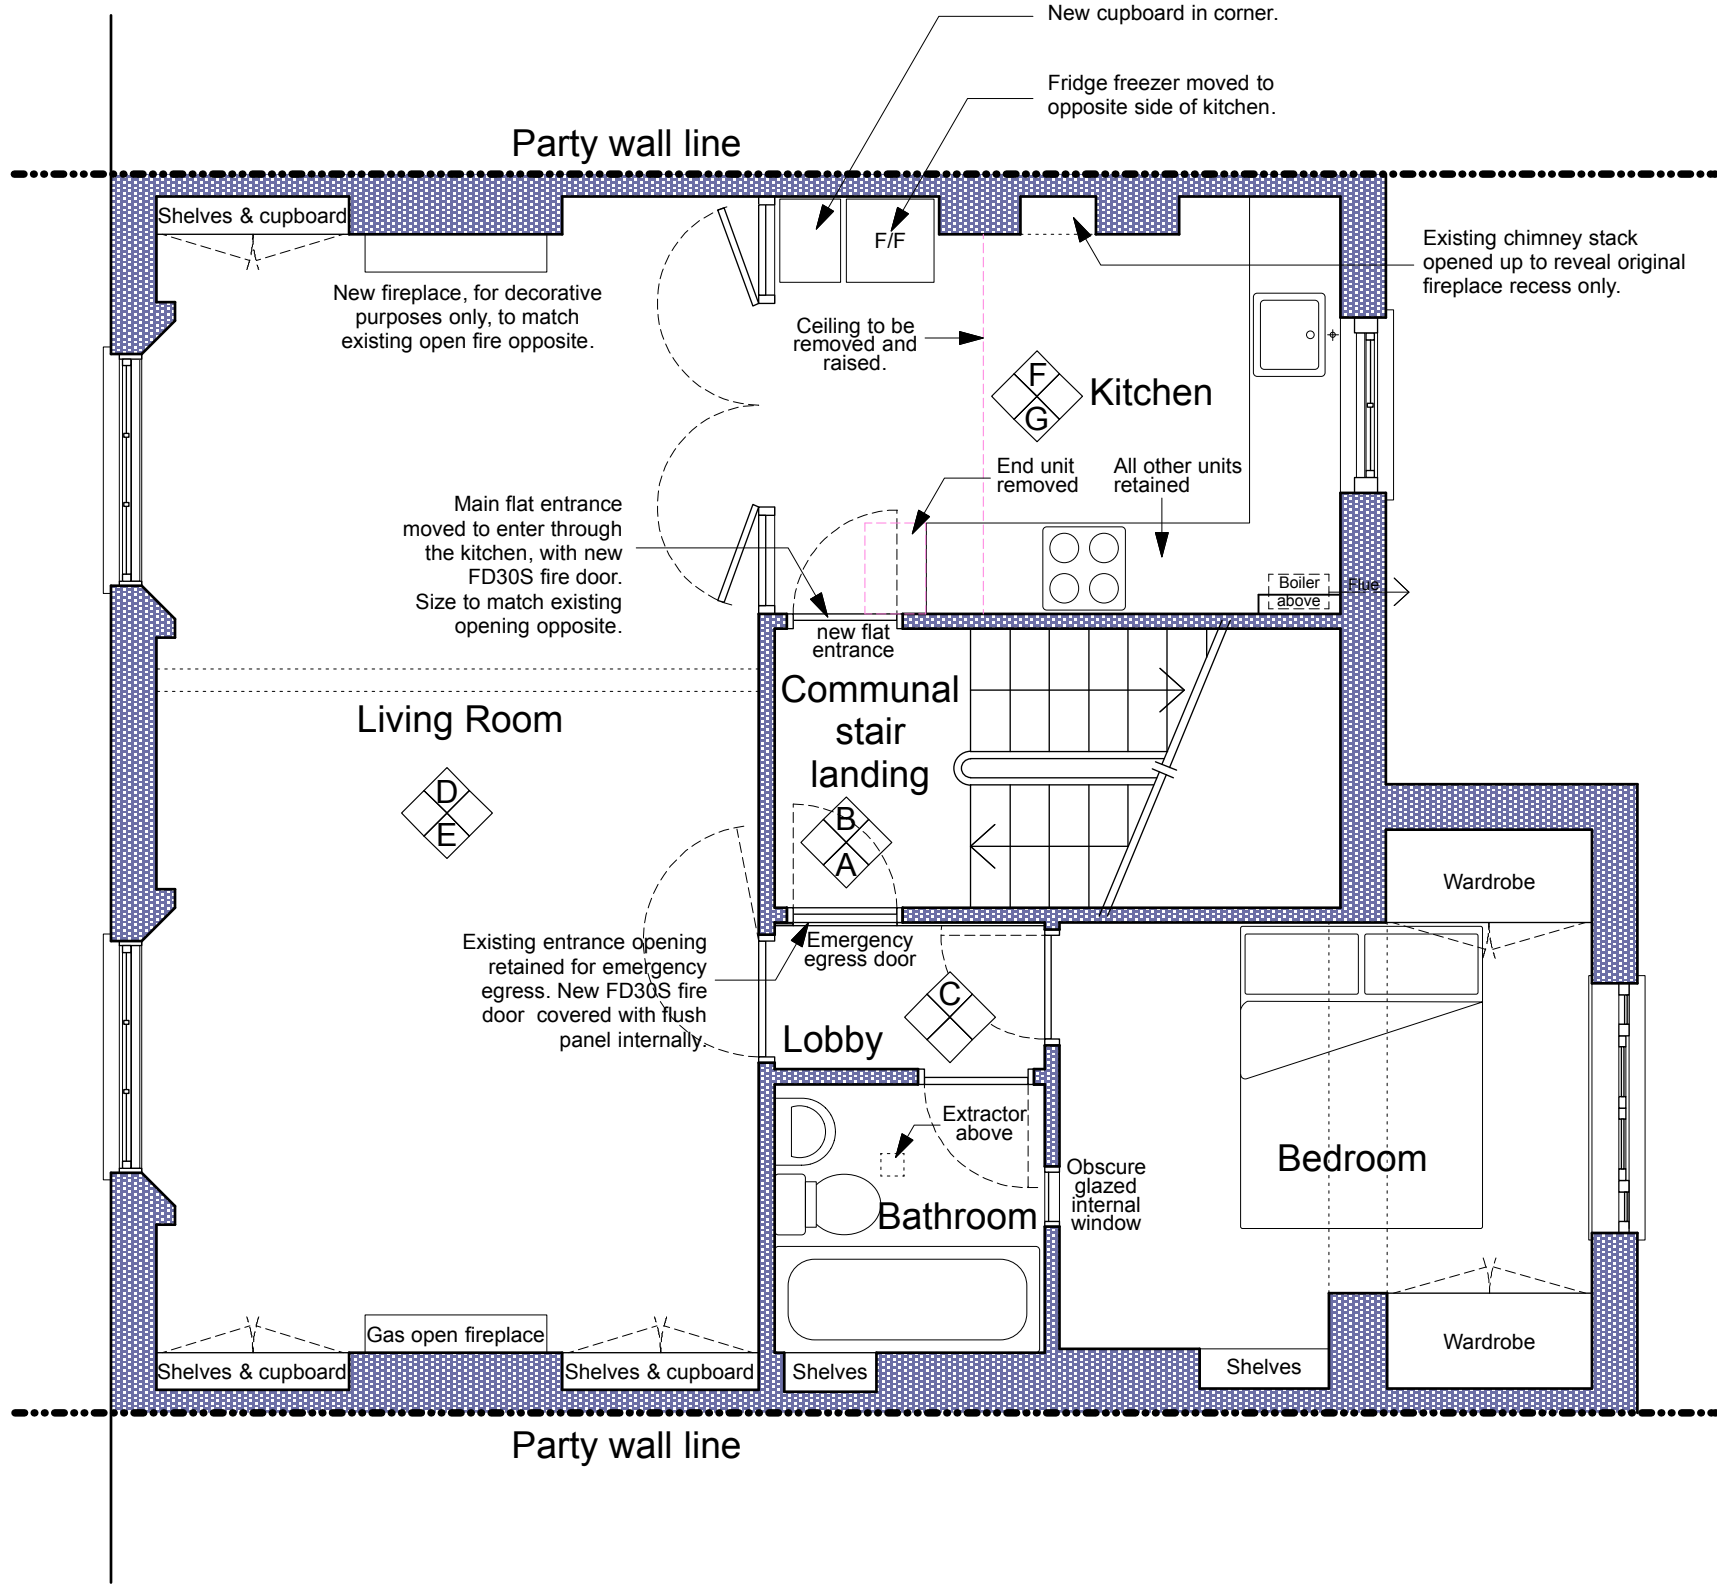 New cupboard in corner.
Fridge freezer moved to
opposite side of kitchen.
Party wall line
Shelves & cupboard
F/F
Existing chimney stack
opened up to reveal original
fireplace recess only.
New fireplace, for decorative
purposes only, to match
existing open fire opposite.
Ceiling to be
removed and
raised.
F
G
Kitchen
End unit
removed
All other units
retained
Main flat entrance
moved to enter through
the kitchen, with new
FD30S fire door.
Size to match existing
opening opposite.
Boiler
above
Flue
new flat
entrance
Communal
stair
landing
Living Room
D
E
B
A
Wardrobe
Existing entrance opening
retained for emergency
egress. New FD30S fire
door covered with flush
panel internally.
Emergency
egress door
C
Lobby
Extractor
above
Bathroom
Obscure
glazed
internal
window
Bedroom
Gas open fireplace
Shelves & cupboard
Shelves & cupboard
Shelves
Shelves
Wardrobe
Party wall line